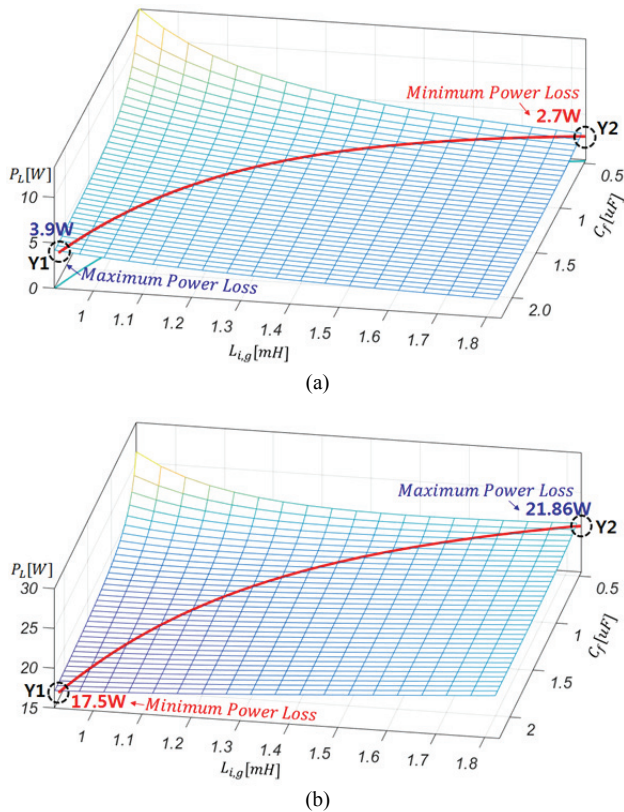 Minimum Power Loss
2.7W
Y2
P_L[W]
10
5
0
3.9W
Y1
Maximum Power Loss
0.5
1
1.5
2.0
C_f[uF]
1
1.1
1.2
1.3
1.4
1.5
1.6
1.7
1.8
L_{i,g}[mH]
(a)
Maximum Power Loss
21.86W
Y2
P_L[W]
30
25
20
15
Y1
17.5W
Minimum Power Loss
0.5
1
1.5
2
C_f[uF]
1
1.1
1.2
1.3
1.4
1.5
1.6
1.7
1.8
L_{i,g}[mH]
(b)